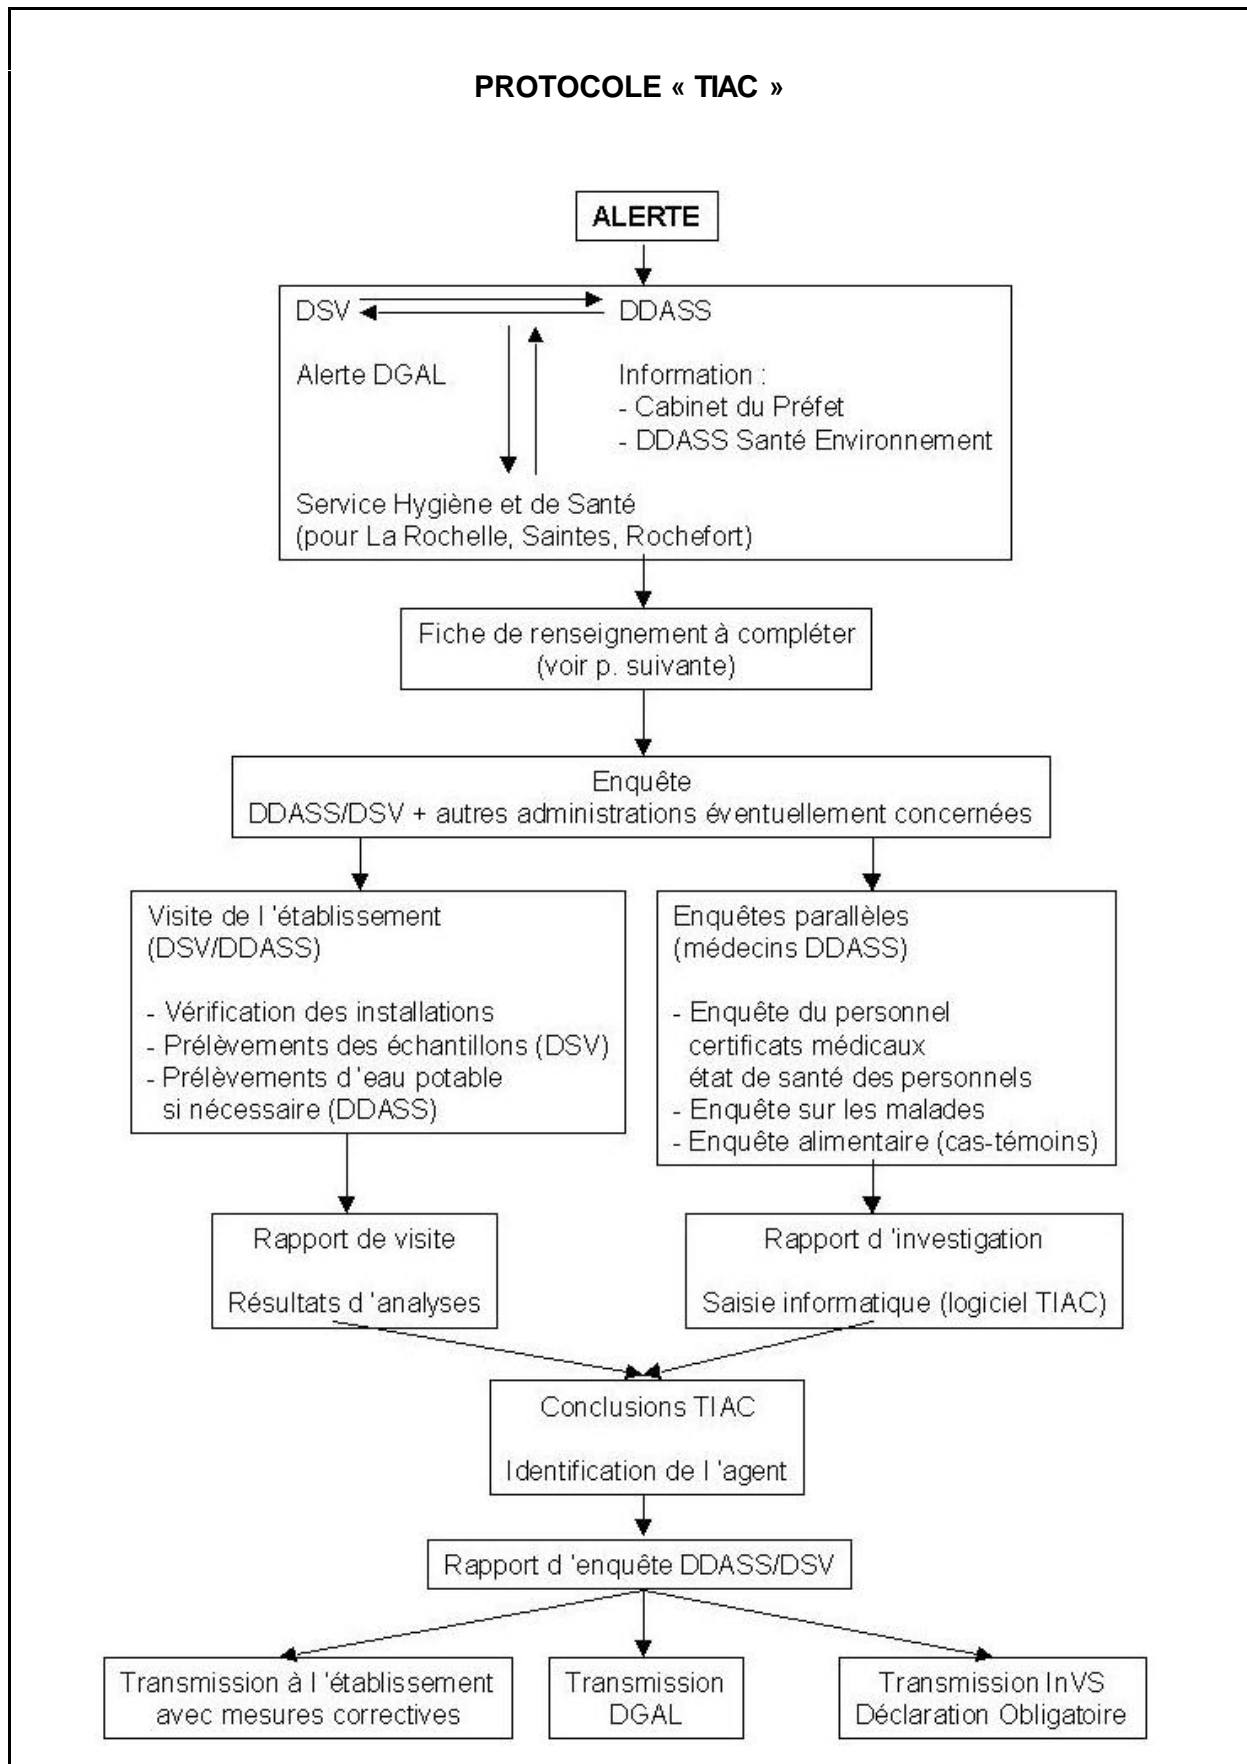 PROTOCOLE « TIAC »
ALERTE
DSV DDASS
Alerte DGAL
Information :
- Cabinet du Préfet
- DDASS Santé Environnement
Service Hygiène et de Santé
(pour La Rochelle, Saintes, Rochefort)
Fiche de renseignement à compléter
(voir p. suivante)
Enquête
DDASS/DSV + autres administrations éventuellement concernées
Visite de l 'établissement
(DSV/DDASS)
- Vérification des installations
- Prélèvements des échantillons (DSV)
- Prélèvements d'eau potable
si nécessaire (DDASS)
Enquêtes parallèles
(médecins DDASS)
- Enquête du personnel
certificats médicaux
état de santé des personnels
- Enquête sur les malades
- Enquête alimentaire (cas-témoins)
Rapport de visite
Résultats d 'analyses
Rapport d 'investigation
Saisie informatique (logiciel TIAC)
Conclusions TIAC
Identification de l 'agent
Rapport d 'enquête DDASS/DSV
Transmission à l 'établissement
avec mesures correctives
Transmission
DGAL
Transmission InVS
Déclaration Obligatoire